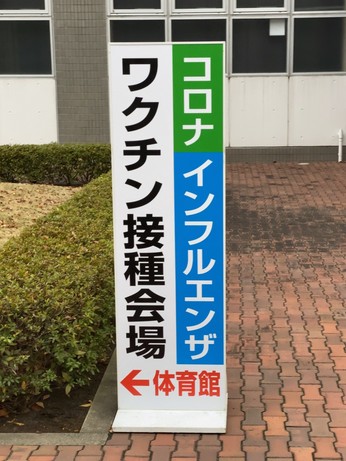 コロナ
インフルエンザ
ワクチン接種会場
←体育館